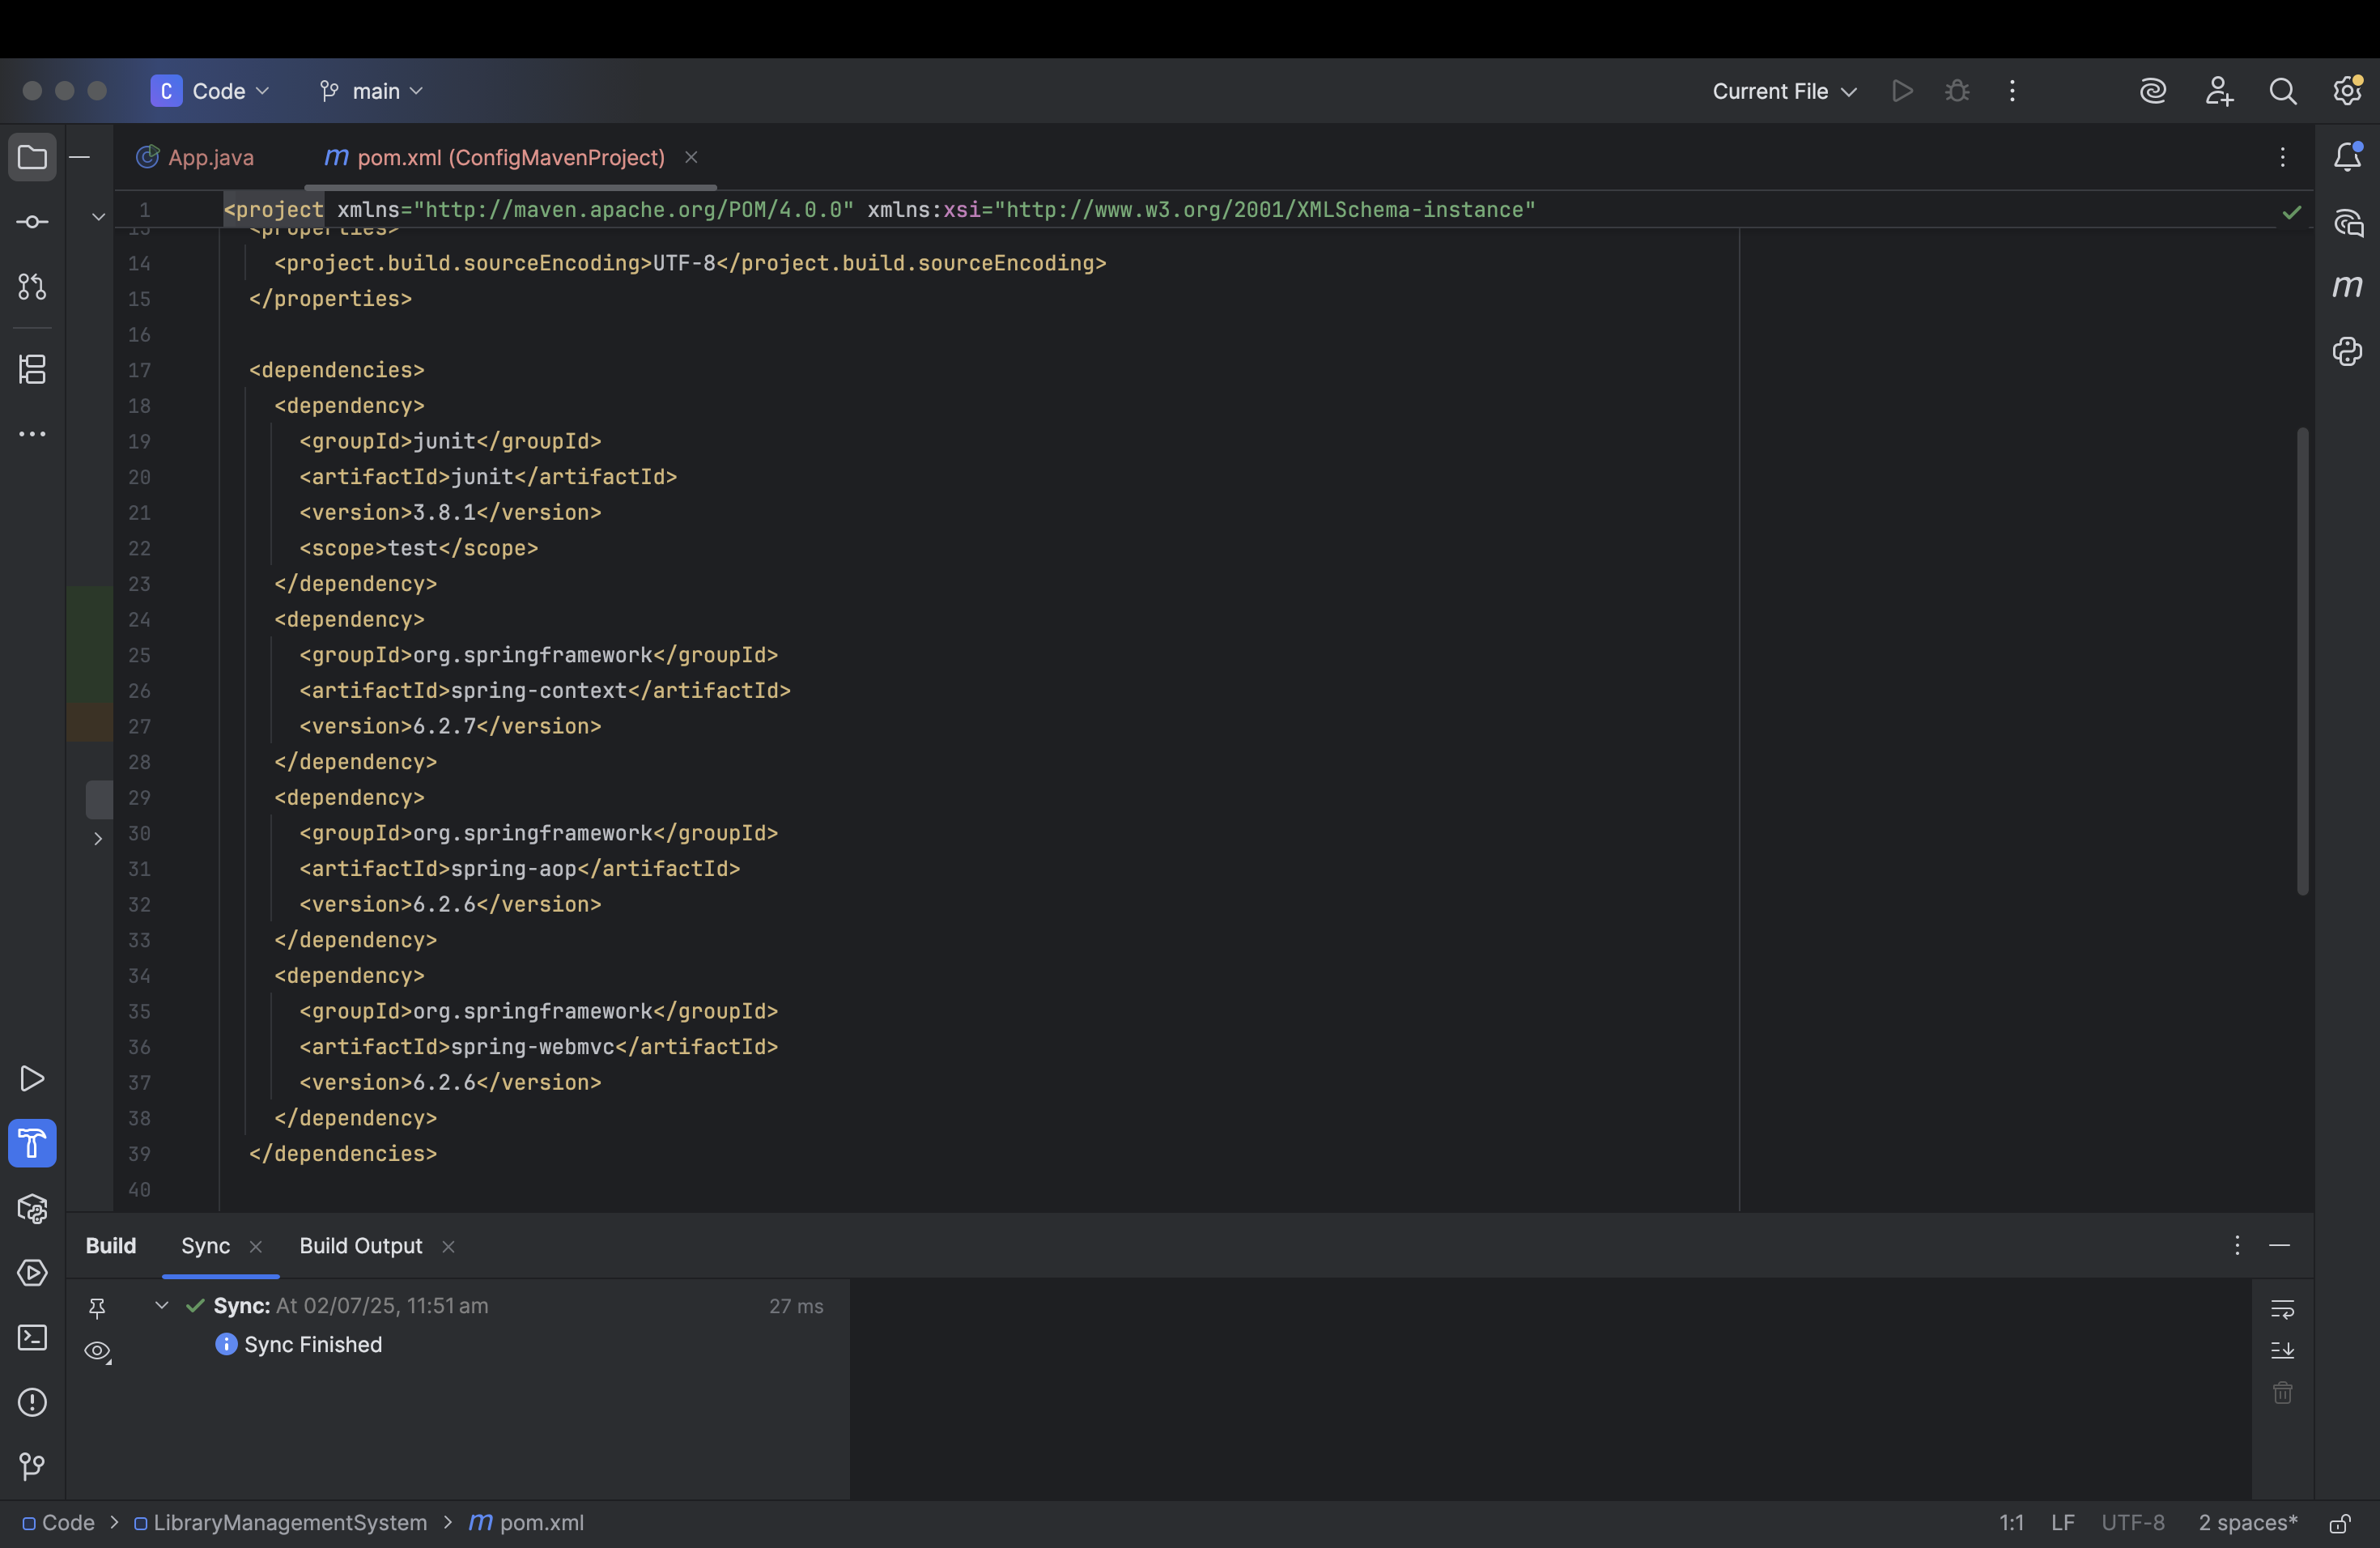 C Code main Current File
App.java pom.xml (ConfigMavenProject)
1 <project xmlns="http://maven.apache.org/POM/4.0.0" xmlns:xsi="http://www.w3.org/2001/XMLSchema-instance"
13 <properties>
14 <project.build.sourceEncoding>UTF-8</project.build.sourceEncoding>
15 </properties>
16
17 <dependencies>
18 <dependency>
19 <groupId>junit</groupId>
20 <artifactId>junit</artifactId>
21 <version>3.8.1</version>
22 <scope>test</scope>
23 </dependency>
24 <dependency>
25 <groupId>org.springframework</groupId>
26 <artifactId>spring-context</artifactId>
27 <version>6.2.7</version>
28 </dependency>
29 <dependency>
30 <groupId>org.springframework</groupId>
31 <artifactId>spring-aop</artifactId>
32 <version>6.2.6</version>
33 </dependency>
34 <dependency>
35 <groupId>org.springframework</groupId>
36 <artifactId>spring-webmvc</artifactId>
37 <version>6.2.6</version>
38 </dependency>
39 </dependencies>
40
Build Sync Build Output
Sync: At 02/07/25, 11:51 am 27 ms
Sync Finished
Code > LibraryManagementSystem > m pom.xml 1:1 LF UTF-8 2 spaces*